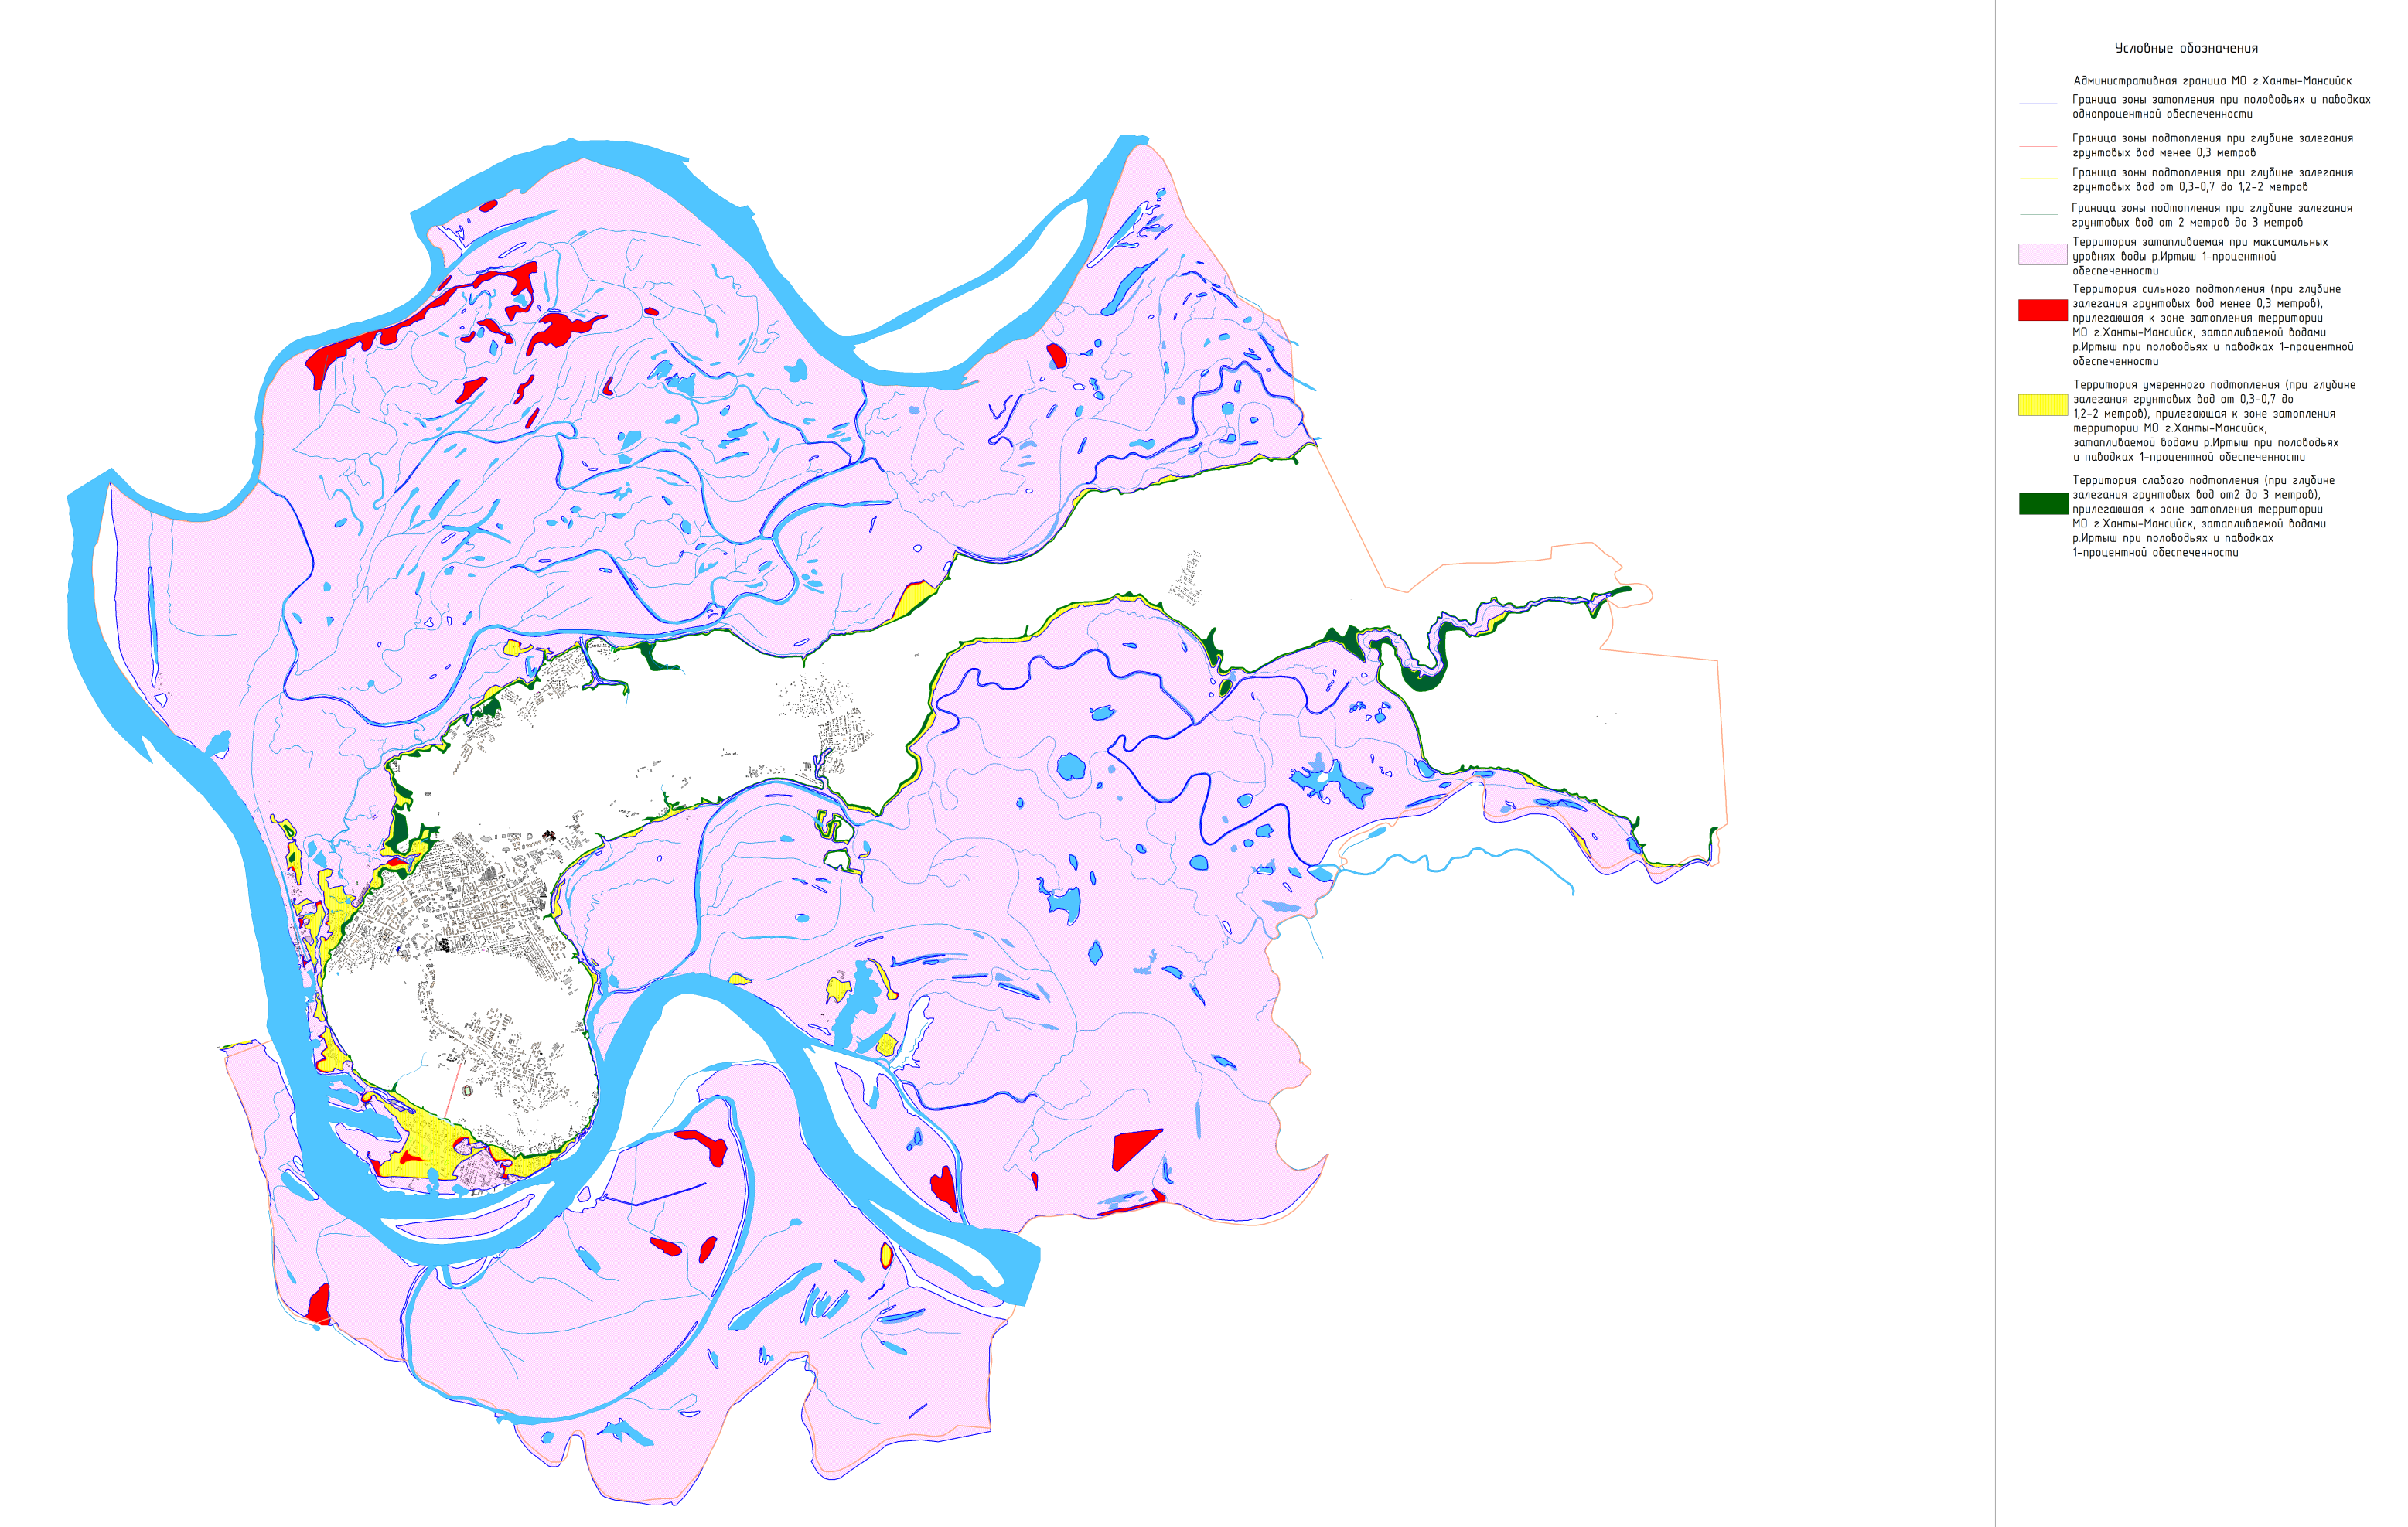 Условные обозначения
Административная граница МО г.Ханты-Мансийск
Граница зоны затопления при половодьях и паводках
однопроцентной обеспеченности
Граница зоны подтопления при глубине залегания
грунтовых вод менее 0,3 метров
Граница зоны подтопления при глубине залегания
грунтовых вод от 0,3-0,7 до 1,2-2 метров
Граница зоны подтопления при глубине залегания
грунтовых вод от 2 метров до 3 метров
Территория затапливаемая при максимальных
уровнях воды р.Иртыш 1-процентной
обеспеченности
Территория сильного подтопления (при глубине
залегания грунтовых вод менее 0,3 метров),
прилегающая к зоне затопления территории
МО г.Ханты-Мансийск, затапливаемой водами
р.Иртыш при половодьях и паводках 1-процентной
обеспеченности
Территория умеренного подтопления (при глубине
залегания грунтовых вод от 0,3-0,7 до
1,2-2 метров), прилегающая к зоне затопления
территории МО г.Ханты-Мансийск,
затапливаемой водами р.Иртыш при половодьях
и паводках 1-процентной обеспеченности
Территория слабого подтопления (при глубине
залегания грунтовых вод от2 до 3 метров),
прилегающая к зоне затопления территории
МО г.Ханты-Мансийск, затапливаемой водами
р.Иртыш при половодьях и паводках
1-процентной обеспеченности